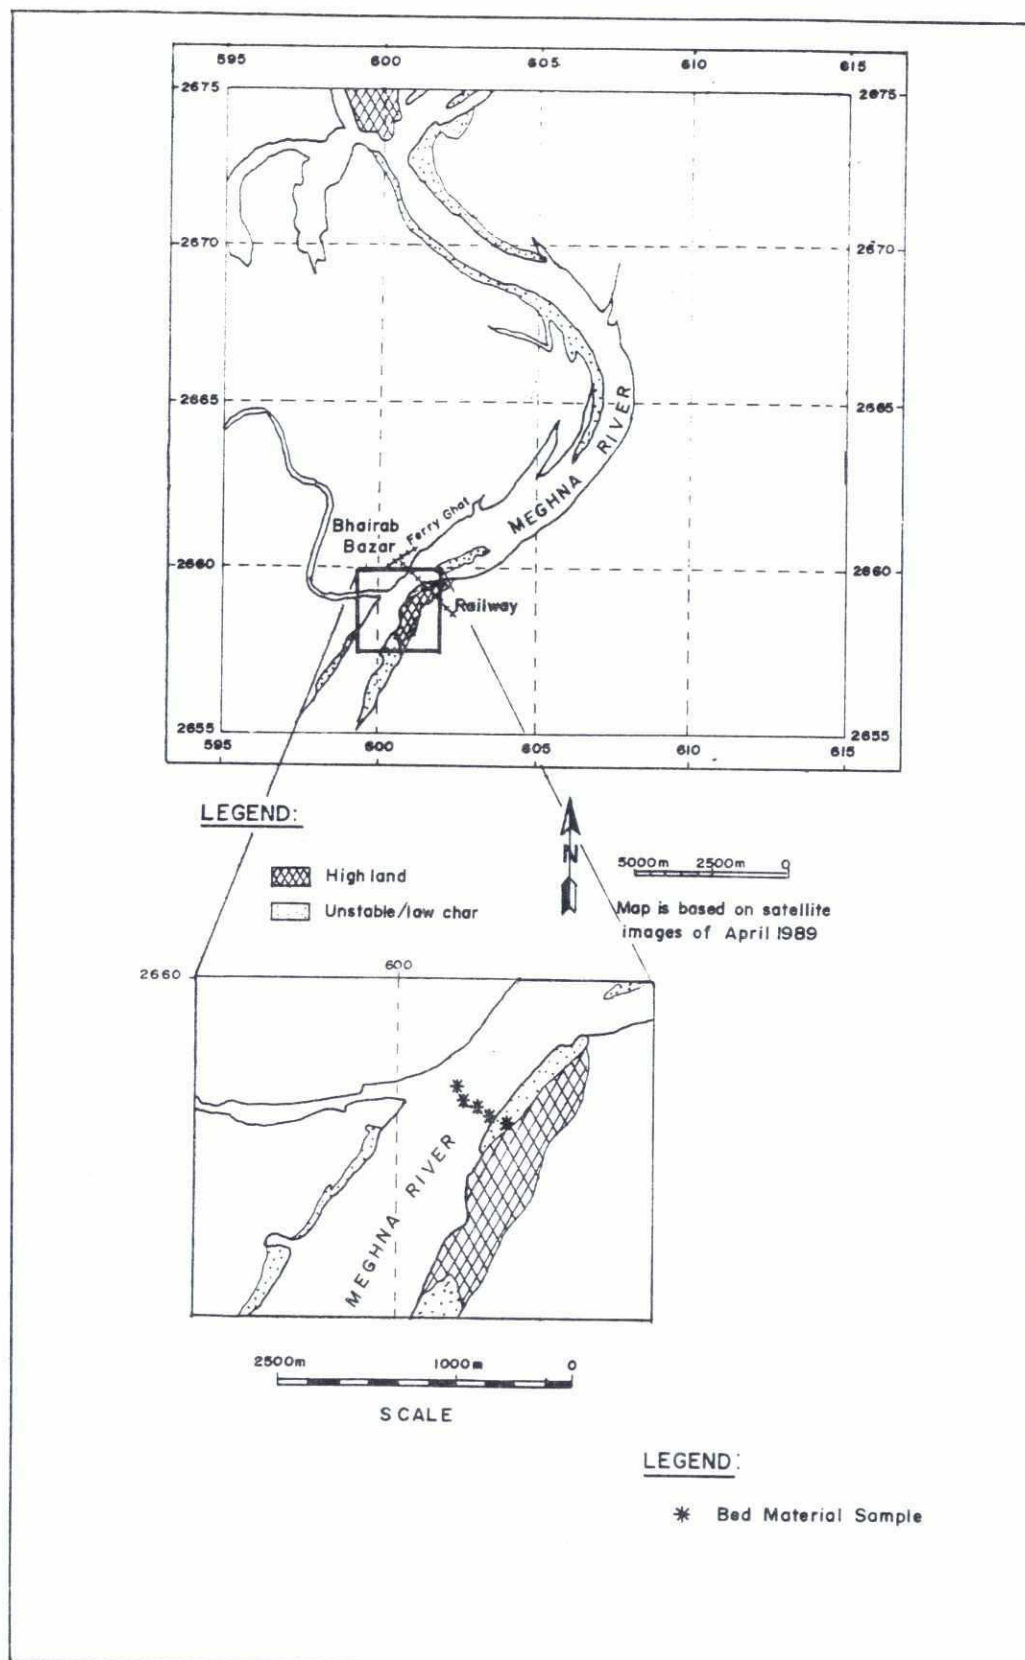 595 600 605 610 615
2675 2675
2670 2670
2665 2665
MEGHNA RIVER
Ferry Ghat
Bhairab
Bazar
2660 2660
Railway
2655 2655
595 600 605 610 615
LEGEND:
High land
Unstable/law char
N
5000m 2500m 0
Map is based on satellite
images of April 1989
2660 600
MEGHNA RIVER
2500m 1000m 0
SCALE
LEGEND:
* Bed Material Sample